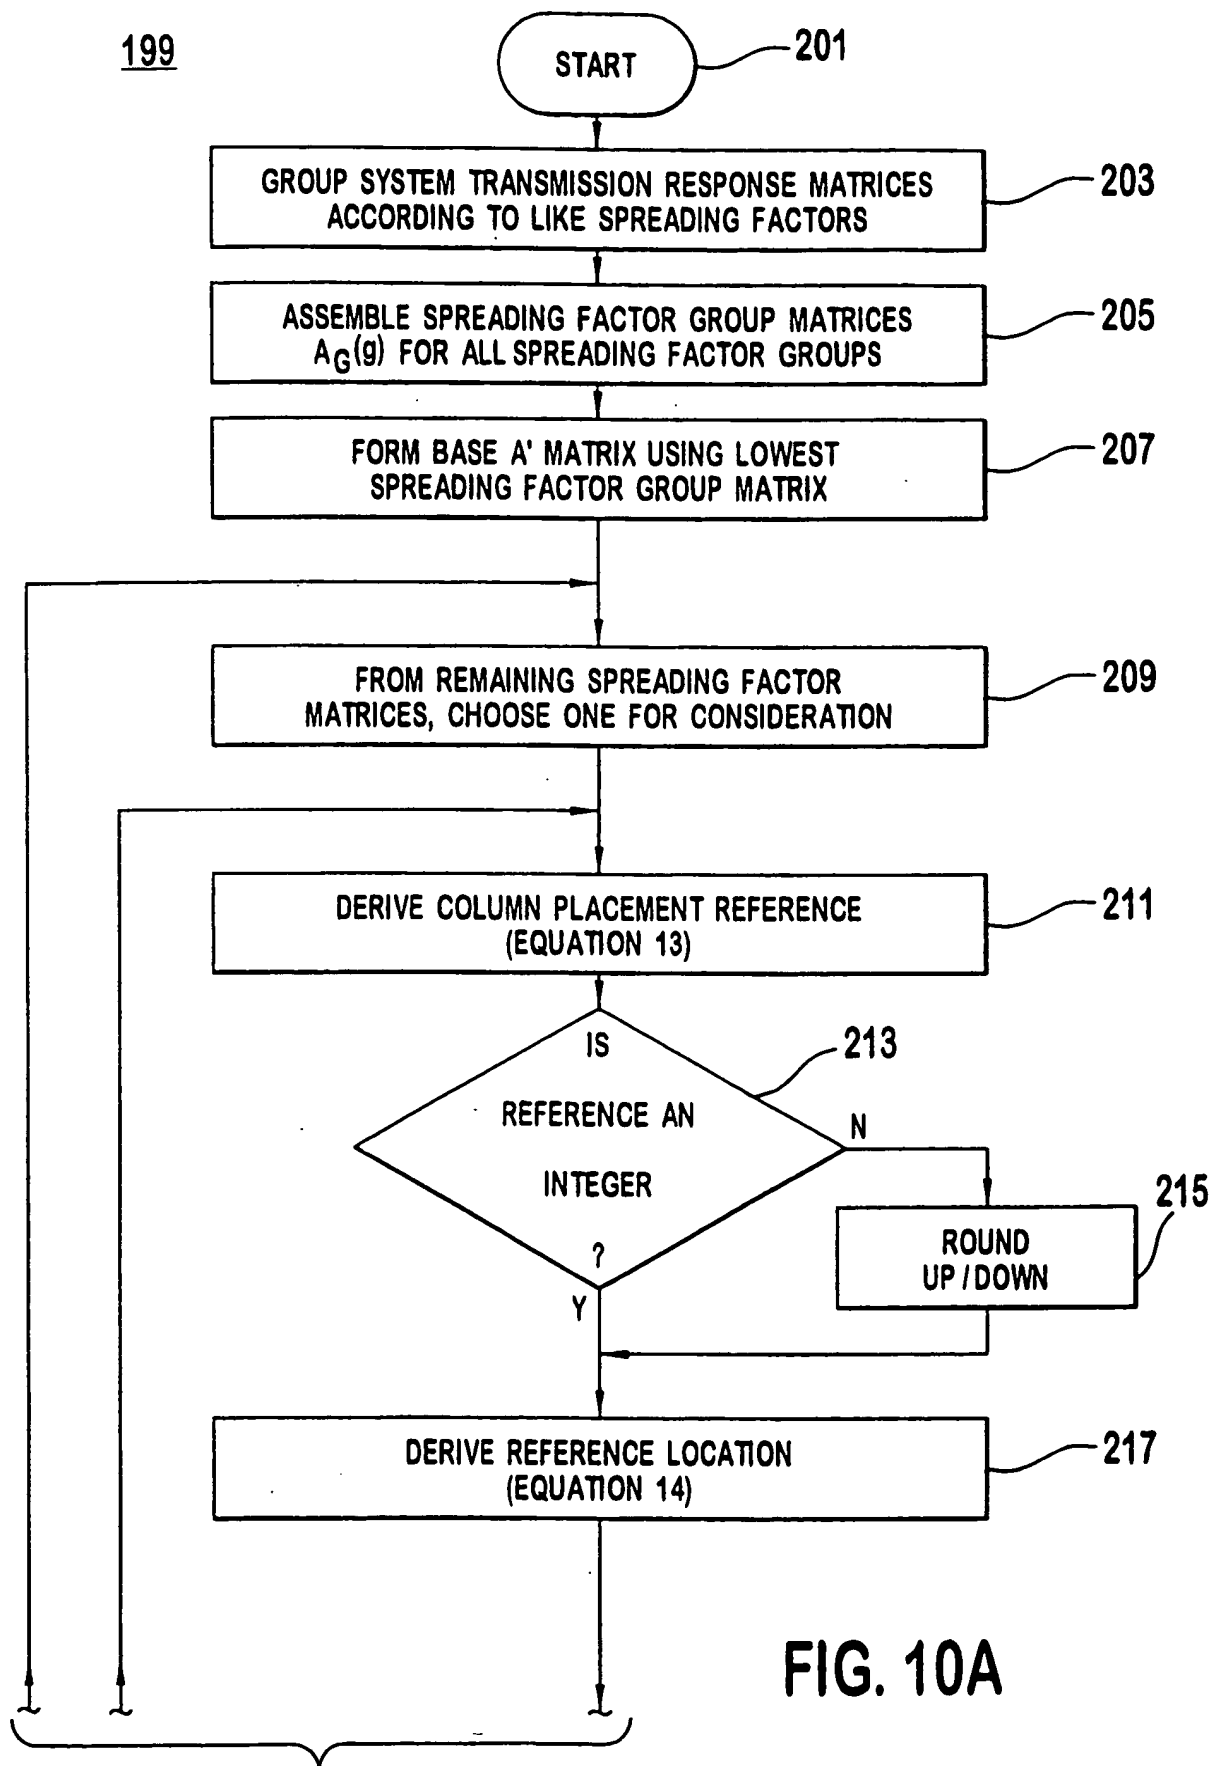 199
START
201
GROUP SYSTEM TRANSMISSION RESPONSE MATRICES
ACCORDING TO LIKE SPREADING FACTORS
203
ASSEMBLE SPREADING FACTOR GROUP MATRICES
AG(g) FOR ALL SPREADING FACTOR GROUPS
205
FORM BASE A' MATRIX USING LOWEST
SPREADING FACTOR GROUP MATRIX
207
FROM REMAINING SPREADING FACTOR
MATRICES, CHOOSE ONE FOR CONSIDERATION
209
DERIVE COLUMN PLACEMENT REFERENCE
(EQUATION 13)
211
IS
REFERENCE AN
INTEGER
?
213
N
Y
ROUND
UP / DOWN
215
DERIVE REFERENCE LOCATION
(EQUATION 14)
217
FIG. 10A